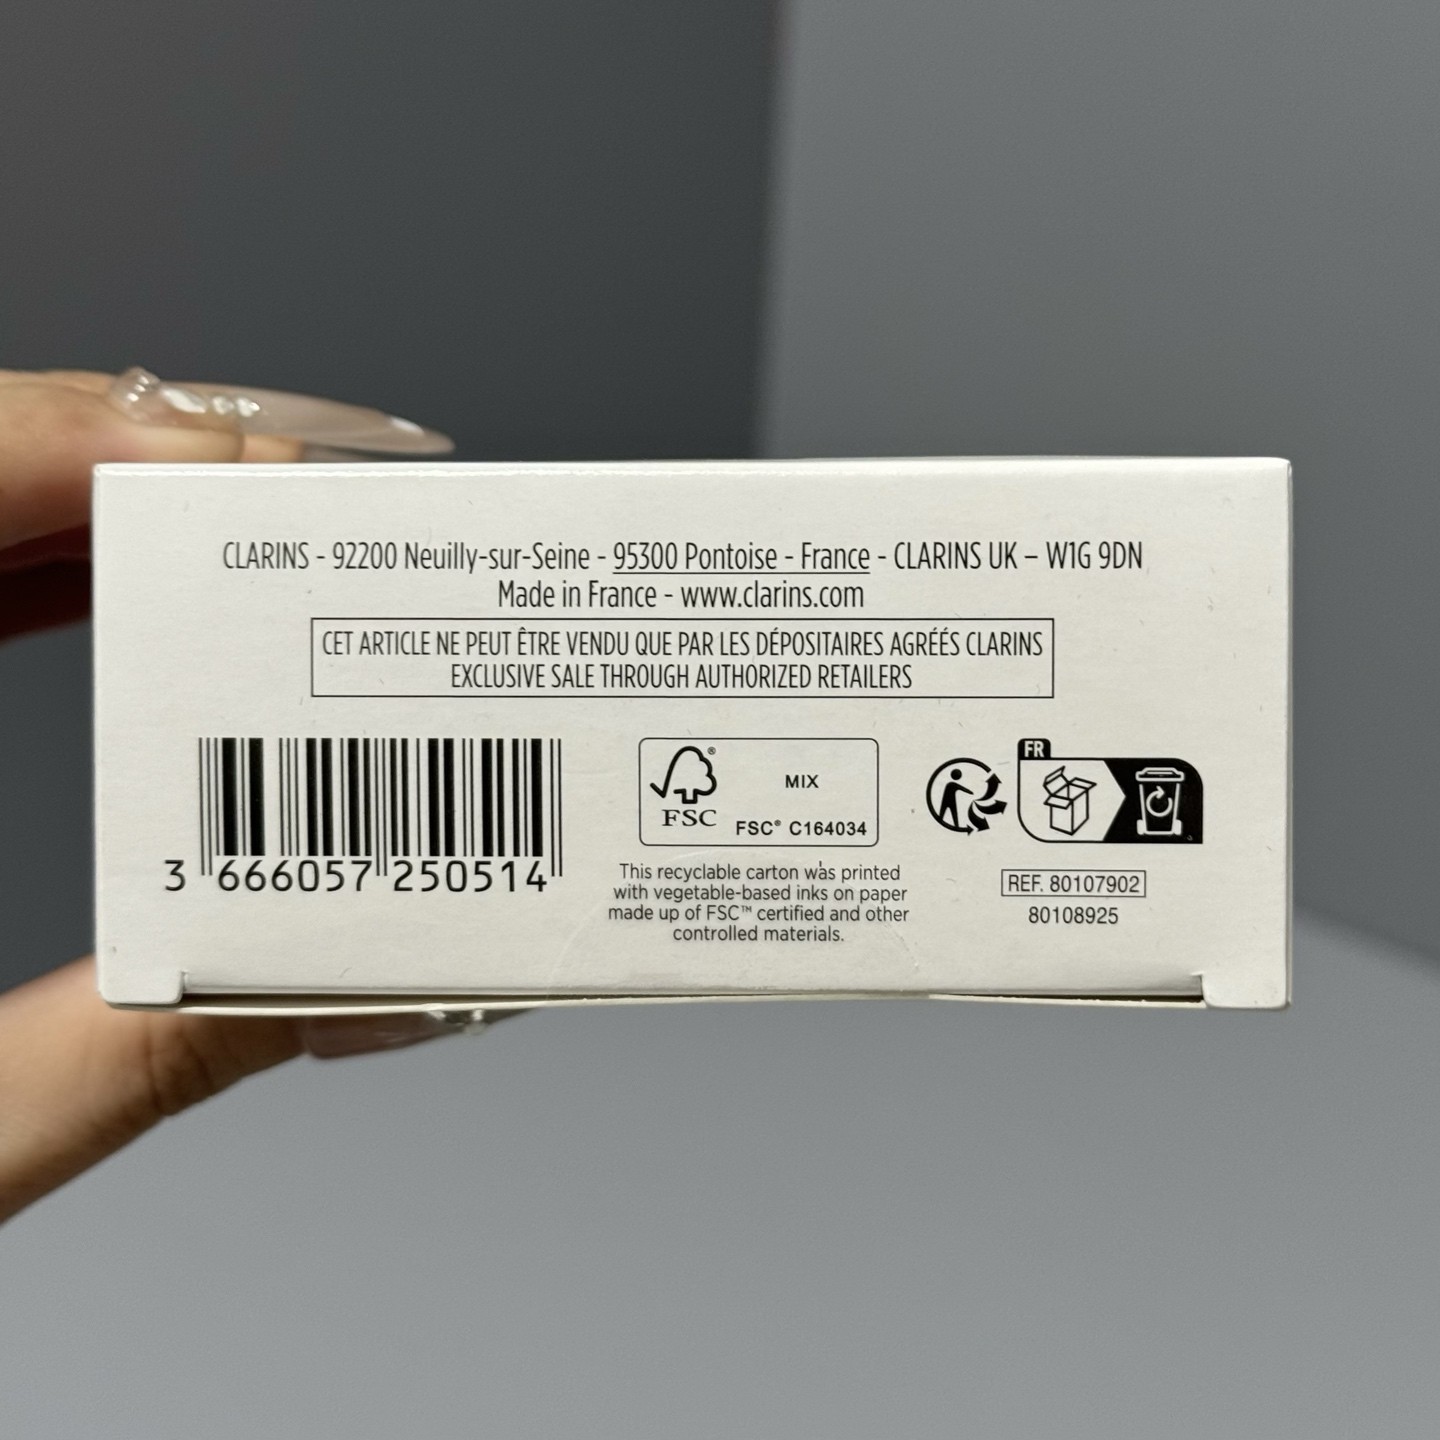 CLARINS - 92200 Neuilly-sur-Seine - 95300 Pontoise - France - CLARINS UK – W1G 9DN
Made in France - www.clarins.com
CET ARTICLE NE PEUT ÊTRE VENDU QUE PAR LES DÉPOSITAIRES AGRÉÉS CLARINS
EXCLUSIVE SALE THROUGH AUTHORIZED RETAILERS
3 666057 250514
FSC
®
MIX
FSC® C164034
This recyclable carton was printed
with vegetable-based inks on paper
made up of FSC™ certified and other
controlled materials.
FR
REF. 80107902
80108925